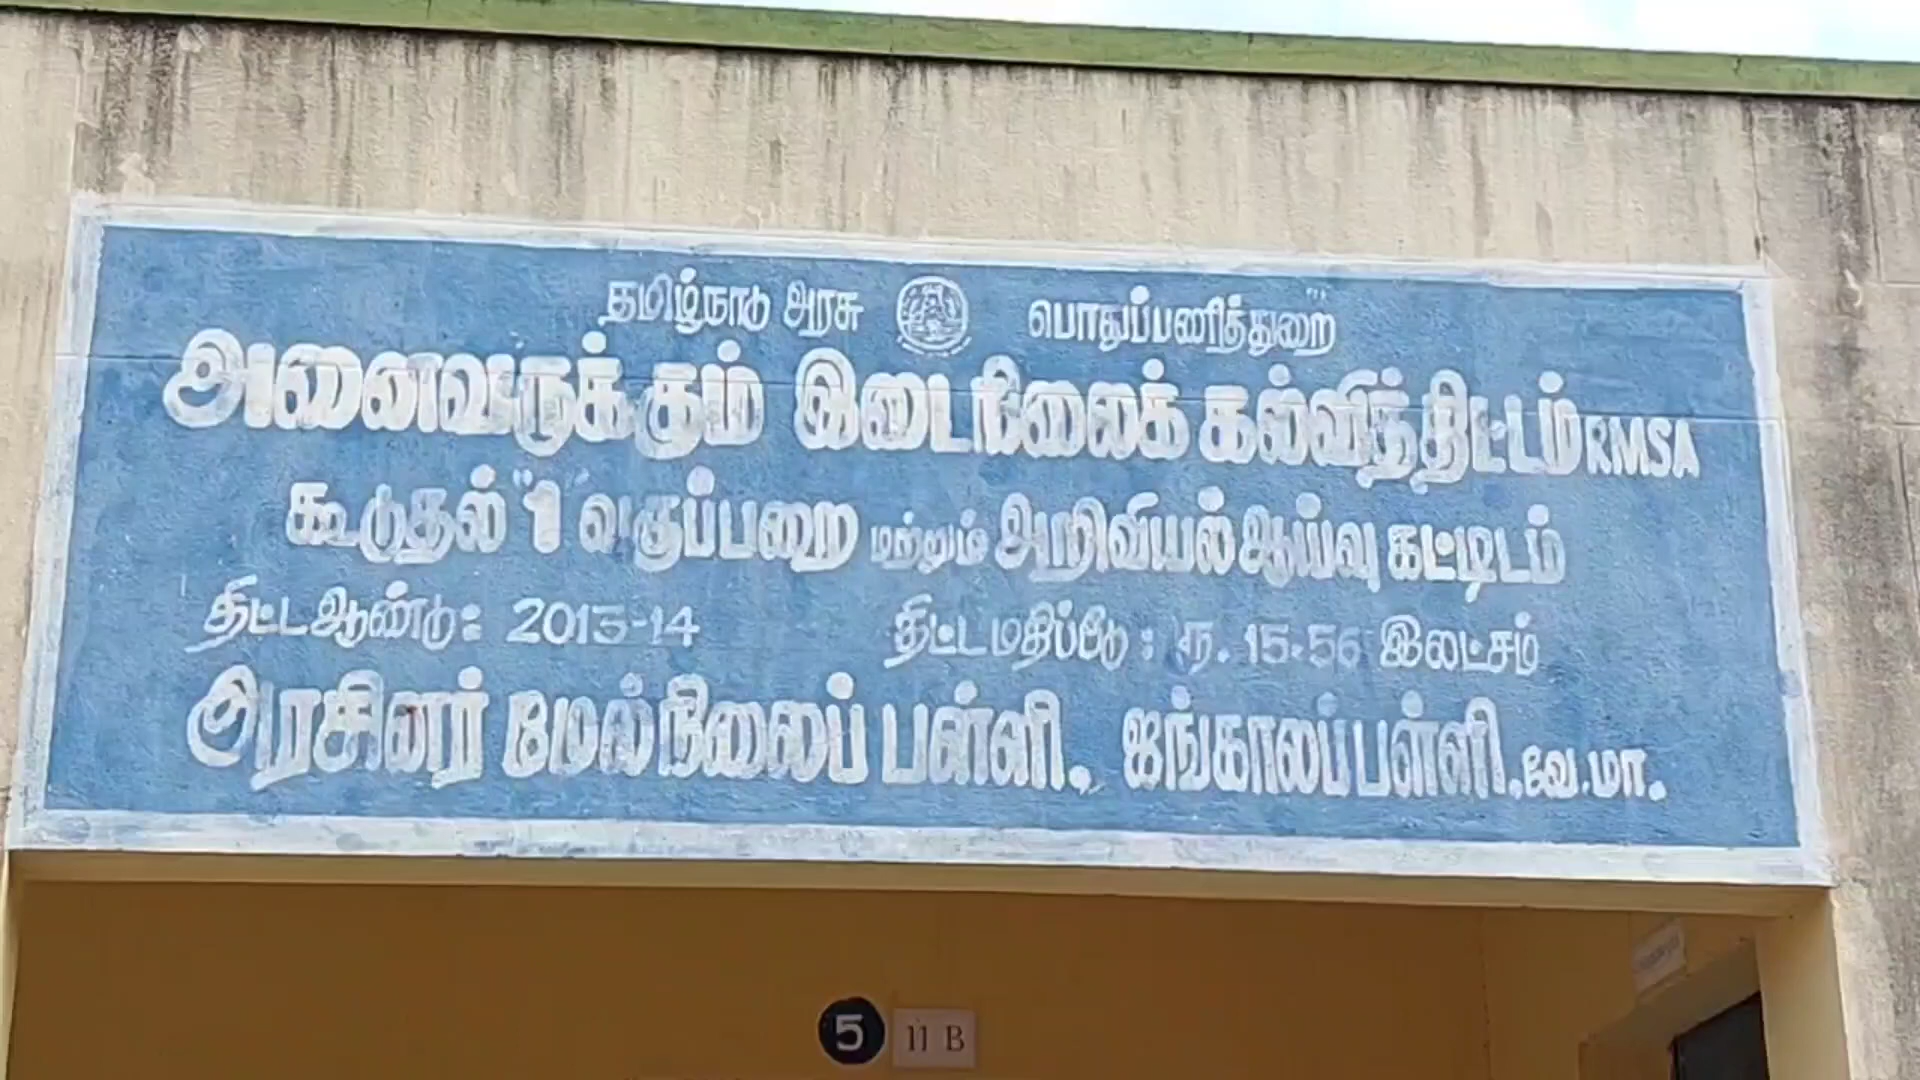 தமிழ்நாடு அரசு பொதுப்பணித்துறை
அனைவருக்கும் இடைநிலைக் கல்வித்திட்டம் RMSA
கூடுதல் "1" வகுப்பறை மற்றும் அறிவியல் ஆய்வு கட்டிடம்
திட்ட ஆண்டு: 2013-14 திட்ட மதிப்பீடு: ரூ. 15.56 இலட்சம்
அரசினர் மேல்நிலைப் பள்ளி, ஐங்காலப்பள்ளி, வே.மா.
5 11 B